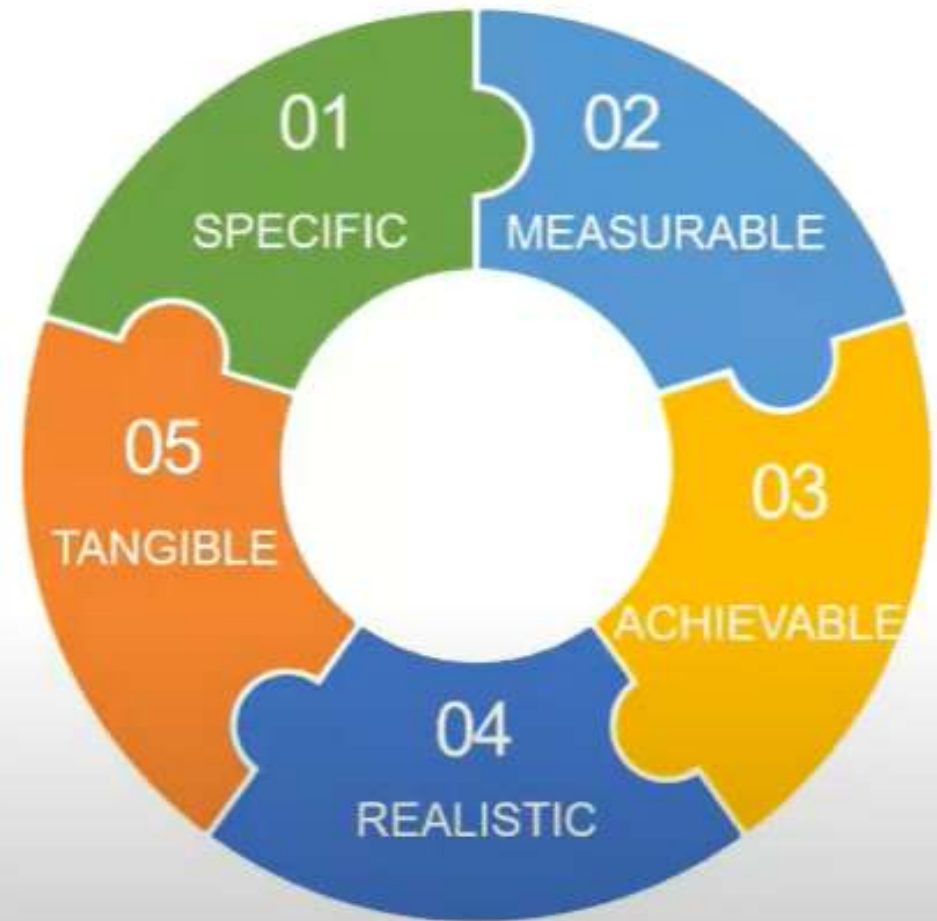 01
SPECIFIC
02
MEASURABLE
03
ACHIEVABLE
04
REALISTIC
05
TANGIBLE